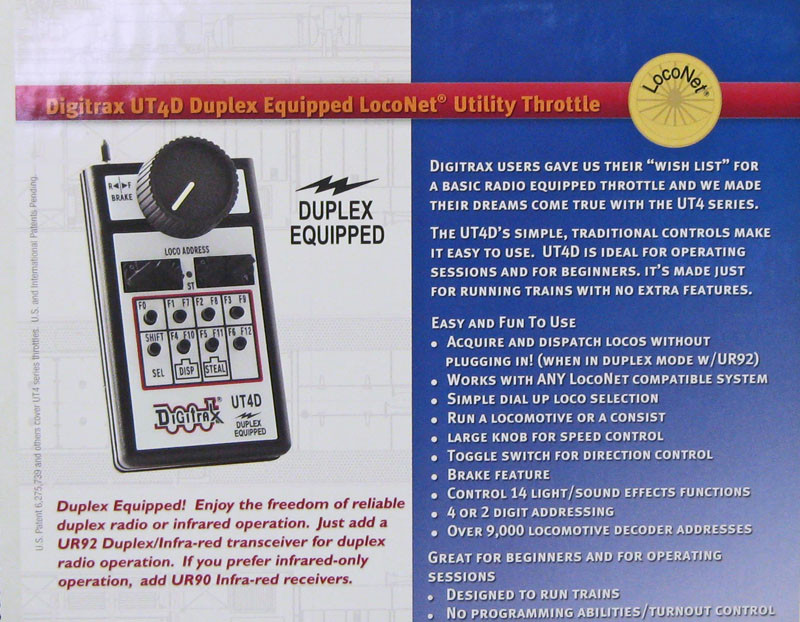 Digitrax UT4D Duplex Equipped LocoNet® Utility Throttle
LocoNet®
U.S. Patent 6,275,739 and others cover UT4 series throttles. U.S. and International Patents Pending.
R F
BRAKE
LOCO ADDRESS
ST
F0 F1 F7 F2 F8 F3 F9
SHIFT F4 F10 F5 F11 F6 F12
SEL DISP STEAL
DIGITRAX®
UT4D
DUPLEX
EQUIPPED
DUPLEX
EQUIPPED
Duplex Equipped! Enjoy the freedom of reliable
duplex radio or infrared operation. Just add a
UR92 Duplex/Infra-red transceiver for duplex
radio operation. If you prefer infrared-only
operation, add UR90 Infra-red receivers.
Digitrax users gave us their “wish list” for
a basic radio equipped throttle and we made
their dreams come true with the UT4 series.
The UT4D's simple, traditional controls make
it easy to use. UT4D is ideal for operating
sessions and for beginners. It's made just
for running trains with no extra features.
Easy and Fun To Use
• Acquire and dispatch locos without
plugging in! (when in duplex mode w/UR92)
• Works with ANY LocoNet compatible system
• Simple dial up loco selection
• Run a locomotive or a consist
• Large knob for speed control
• Toggle switch for direction control
• Brake feature
• Control 14 light/sound effects functions
• 4 or 2 digit addressing
• Over 9,000 locomotive decoder addresses
Great for beginners and for operating
sessions
• Designed to run trains
• No programming abilities/turnout control